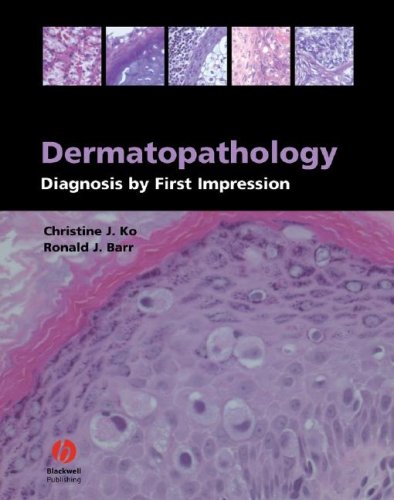 Dermatopathology
Diagnosis by First Impression
Christine J. Ko
Ronald J. Barr
Blackwell
Publishing